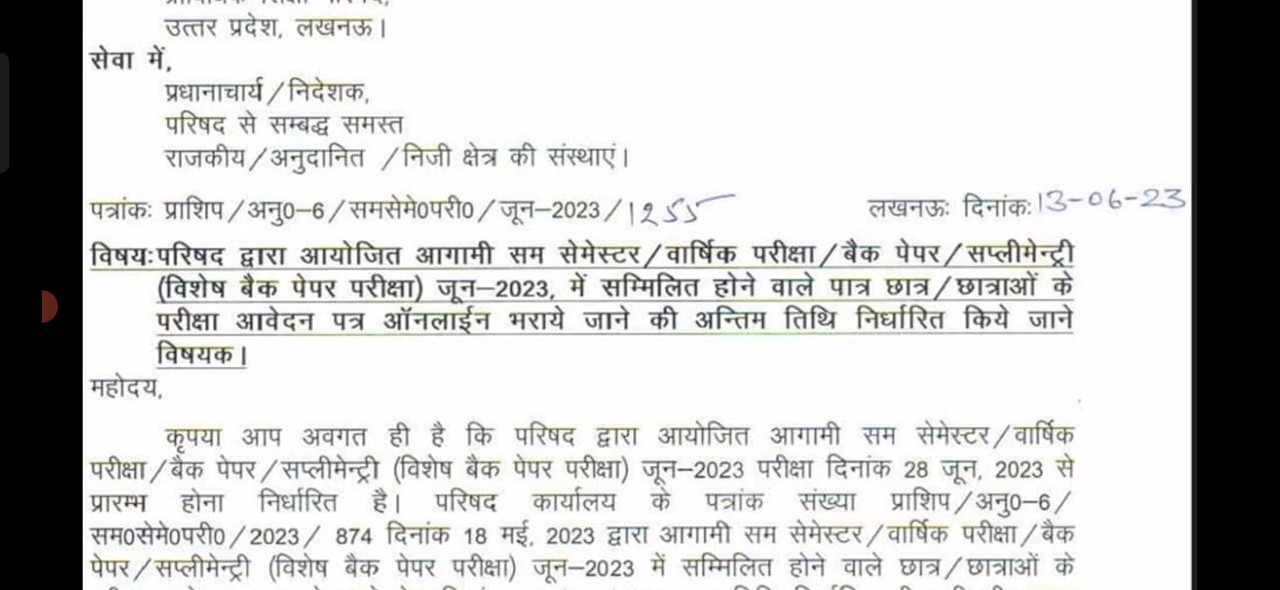 उत्तर प्रदेश, लखनऊ।
सेवा में,
प्रधानाचार्य/निदेशक,
परिषद से सम्बद्ध समस्त
राजकीय/अनुदानित /निजी क्षेत्र की संस्थाएं।
पत्रांकः प्राशिप/अनु0-6/समसेमे0परी0/जून-2023/1255 लखनऊः दिनांकः13-06-23
विषयःपरिषद द्वारा आयोजित आगामी सम सेमेस्टर/वार्षिक परीक्षा/बैक पेपर/सप्लीमेन्ट्री
(विशेष बैक पेपर परीक्षा) जून-2023, में सम्मिलित होने वाले पात्र छात्र/छात्राओं के
परीक्षा आवेदन पत्र ऑनलाईन भराये जाने की अन्तिम तिथि निर्धारित किये जाने
विषयक।
महोदय,
कृपया आप अवगत ही है कि परिषद द्वारा आयोजित आगामी सम सेमेस्टर/वार्षिक
परीक्षा/बैक पेपर/सप्लीमेन्ट्री (विशेष बैक पेपर परीक्षा) जून-2023 परीक्षा दिनांक 28 जून, 2023 से
प्रारम्भ होना निर्धारित है। परिषद कार्यालय के पत्रांक संख्या प्राशिप/अनु0-6/
सम0सेमे0परी0/2023/ 874 दिनांक 18 मई, 2023 द्वारा आगामी सम सेमेस्टर/वार्षिक परीक्षा/बैक
पेपर/सप्लीमेन्ट्री (विशेष बैक पेपर परीक्षा) जून-2023 में सम्मिलित होने वाले छात्र/छात्राओं के